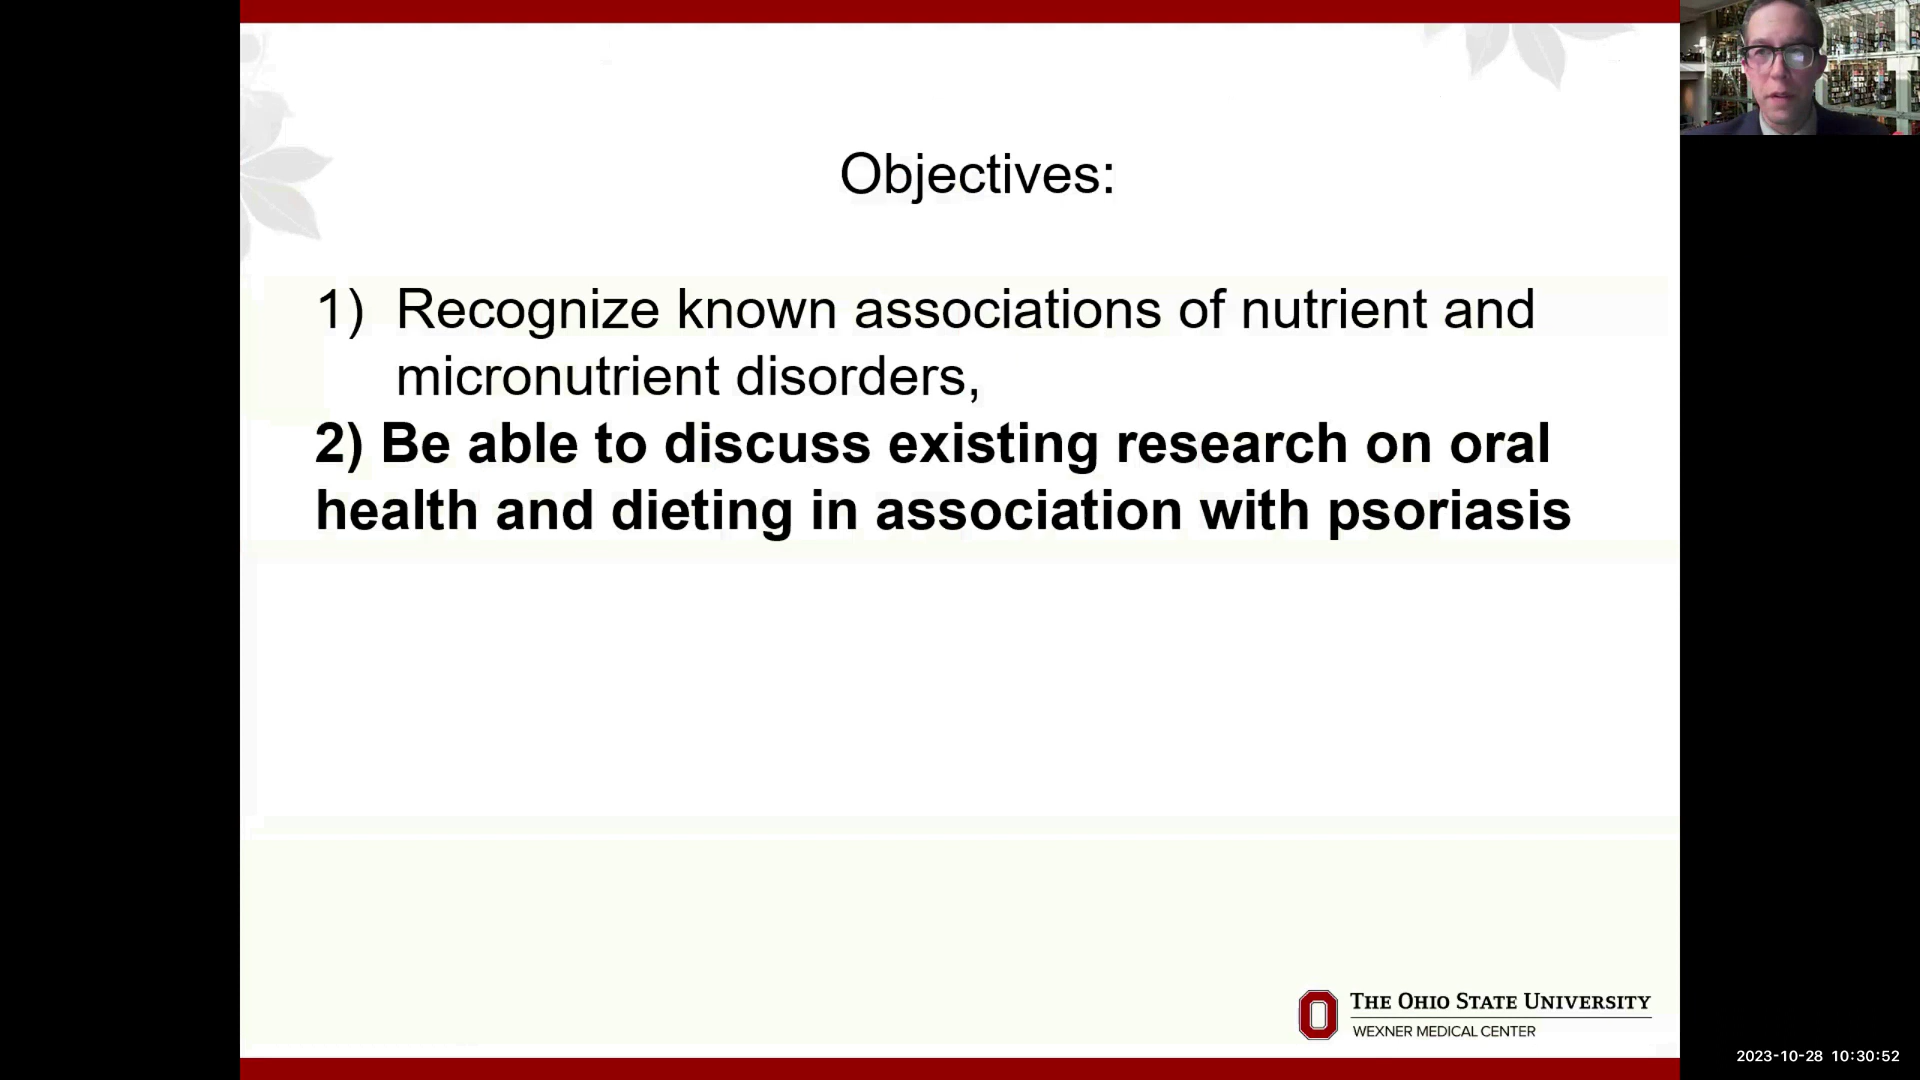 Objectives:
1) Recognize known associations of nutrient and
micronutrient disorders,
2) Be able to discuss existing research on oral
health and dieting in association with psoriasis
THE OHIO STATE UNIVERSITY
WEXNER MEDICAL CENTER
2023-10-28 10:30:52